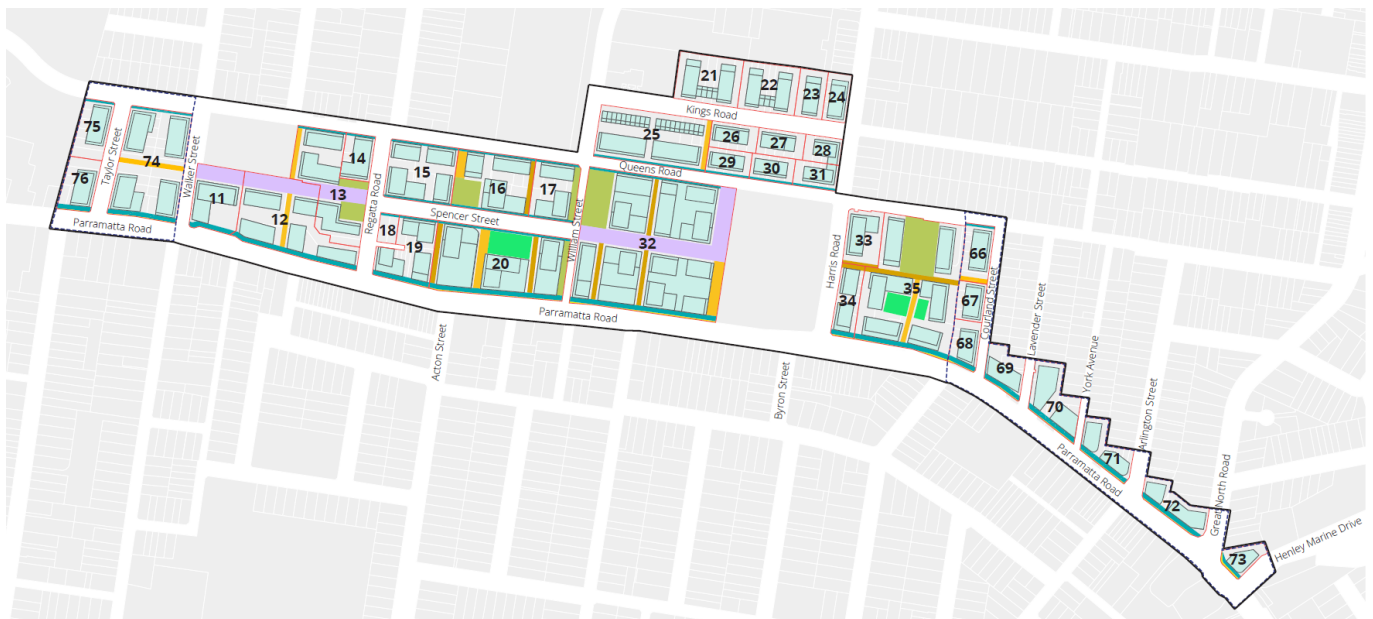 21
22
23
24
Kings Road
25
26
27
28
29
30
31
Queens Road
75
Taylor Street
74
Walker Street
76
Parramatta Road
11
12
13
14
Regatta Road
15
16
17
Spencer Street
William Street
18
19
20
32
Parramatta Road
Acton Street
Byron Street
Harris Road
33
34
35
66
67
68
Courland Street
69
Lavender Street
70
York Avenue
71
Arlington Street
Parramatta Road
72
Great North Road
73
Henley Marine Drive